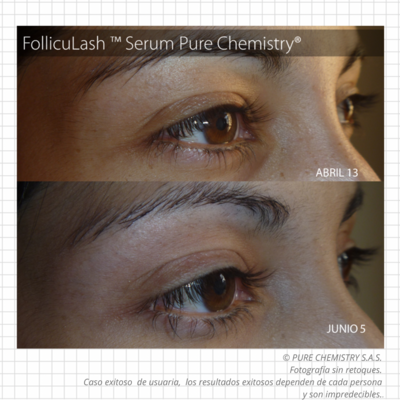 FollicuLash ™ Serum Pure Chemistry®
ABRIL 13
JUNIO 5
© PURE CHEMISTRY S.A.S.
Fotografía sin retoques.
Caso exitoso de usuaria, los resultados exitosos dependen de cada persona
y son impredecibles..